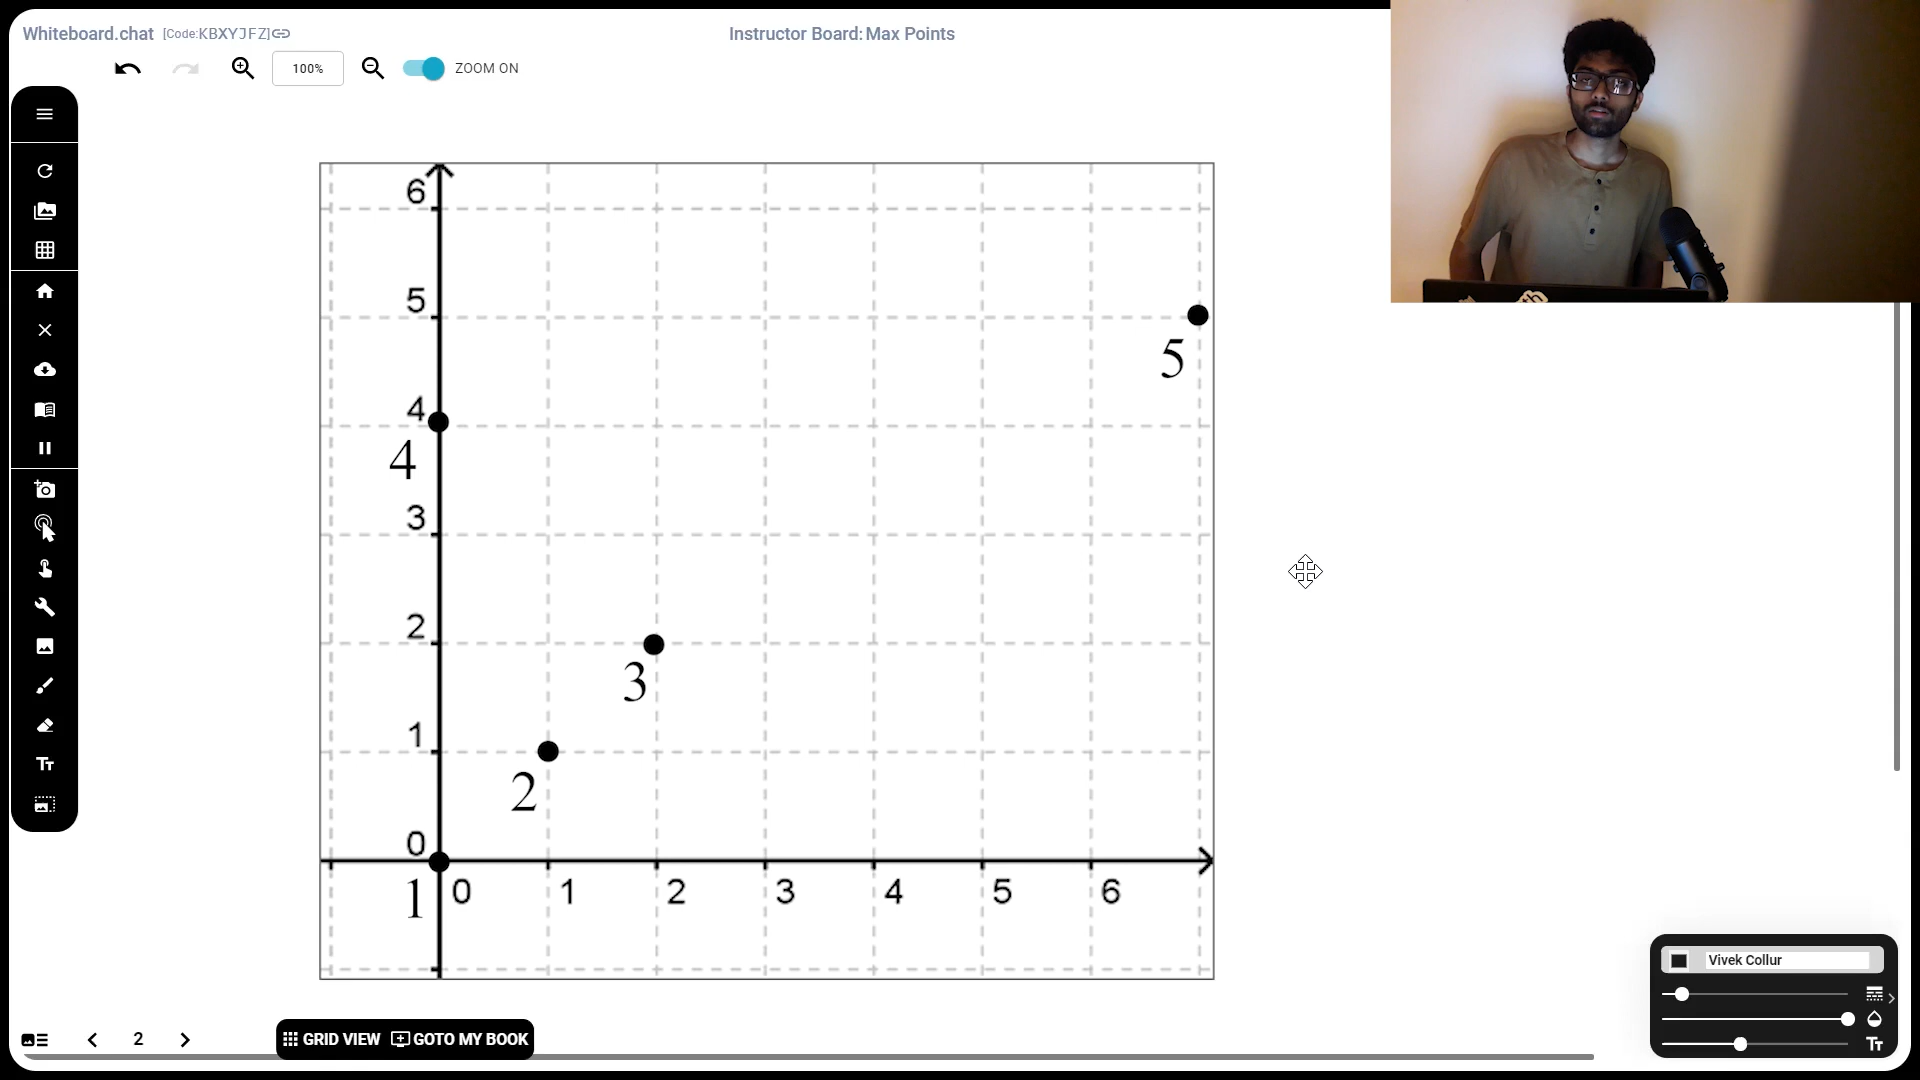 Whiteboard.chat [Code:KBXYJFZ]
Instructor Board: Max Points
100%
ZOOM ON
6
5
5
4
4
3
2
3
1
2
0
1 0 1 2 3 4 5 6
Vivek Collur
2
GRID VIEW GOTO MY BOOK
Tт
Tт